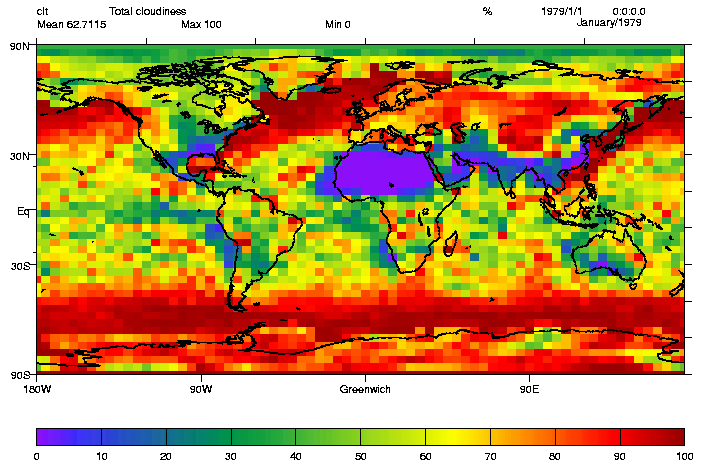 clt Total cloudiness % 1979/1/1 0:0:0.0
Mean 62.7115 Max 100 Min 0 January/1979
90N
30N
Eq
30S
90S
180W 90W Greenwich 90E
0 10 20 30 40 50 60 70 80 90 100